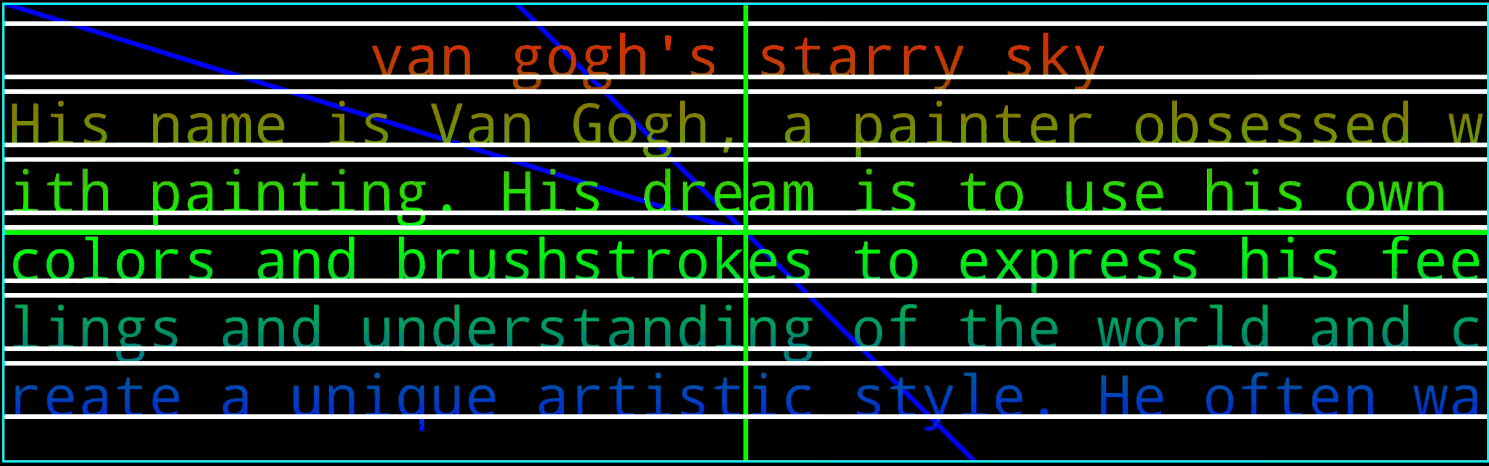 van gogh's starry sky
His name is Van Gogh, a painter obsessed w
ith painting. His dream is to use his own
colors and brushstrokes to express his fee
lings and understanding of the world and c
reate a unique artistic style. He often wa